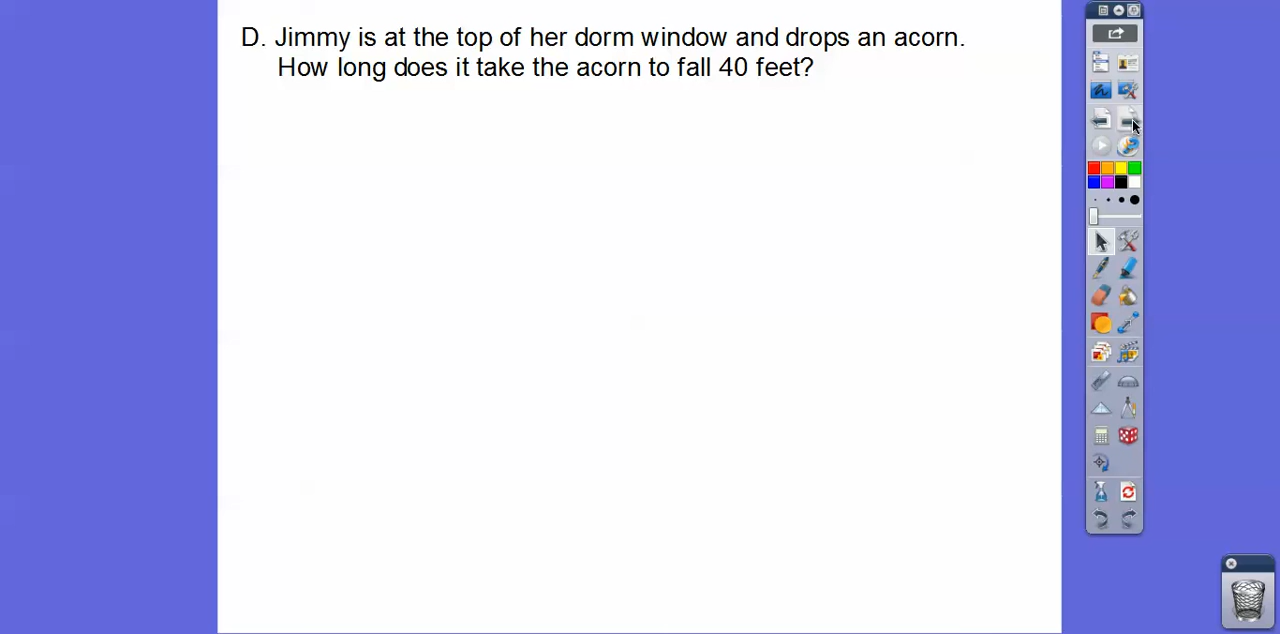 D. Jimmy is at the top of her dorm window and drops an acorn.
How long does it take the acorn to fall 40 feet?